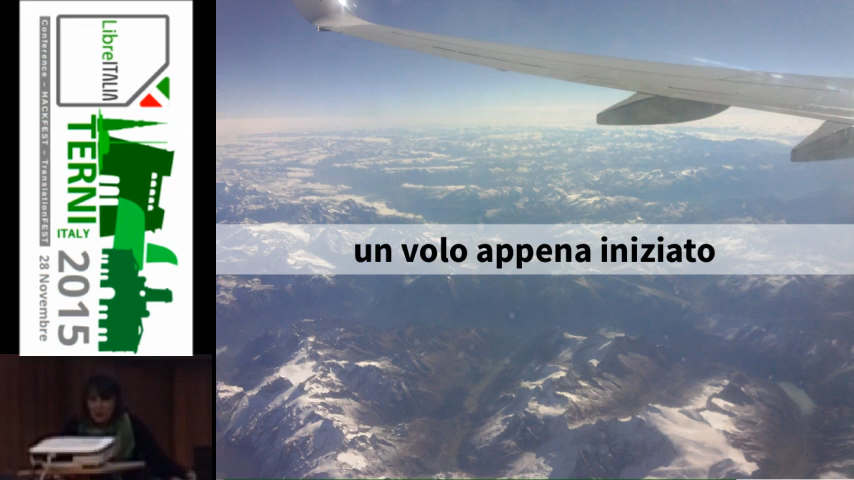 LibreITALIA
Conference - HACKFEST - TranslationFEST
TERNI
ITALY
2015
28 Novembre
un volo appena iniziato